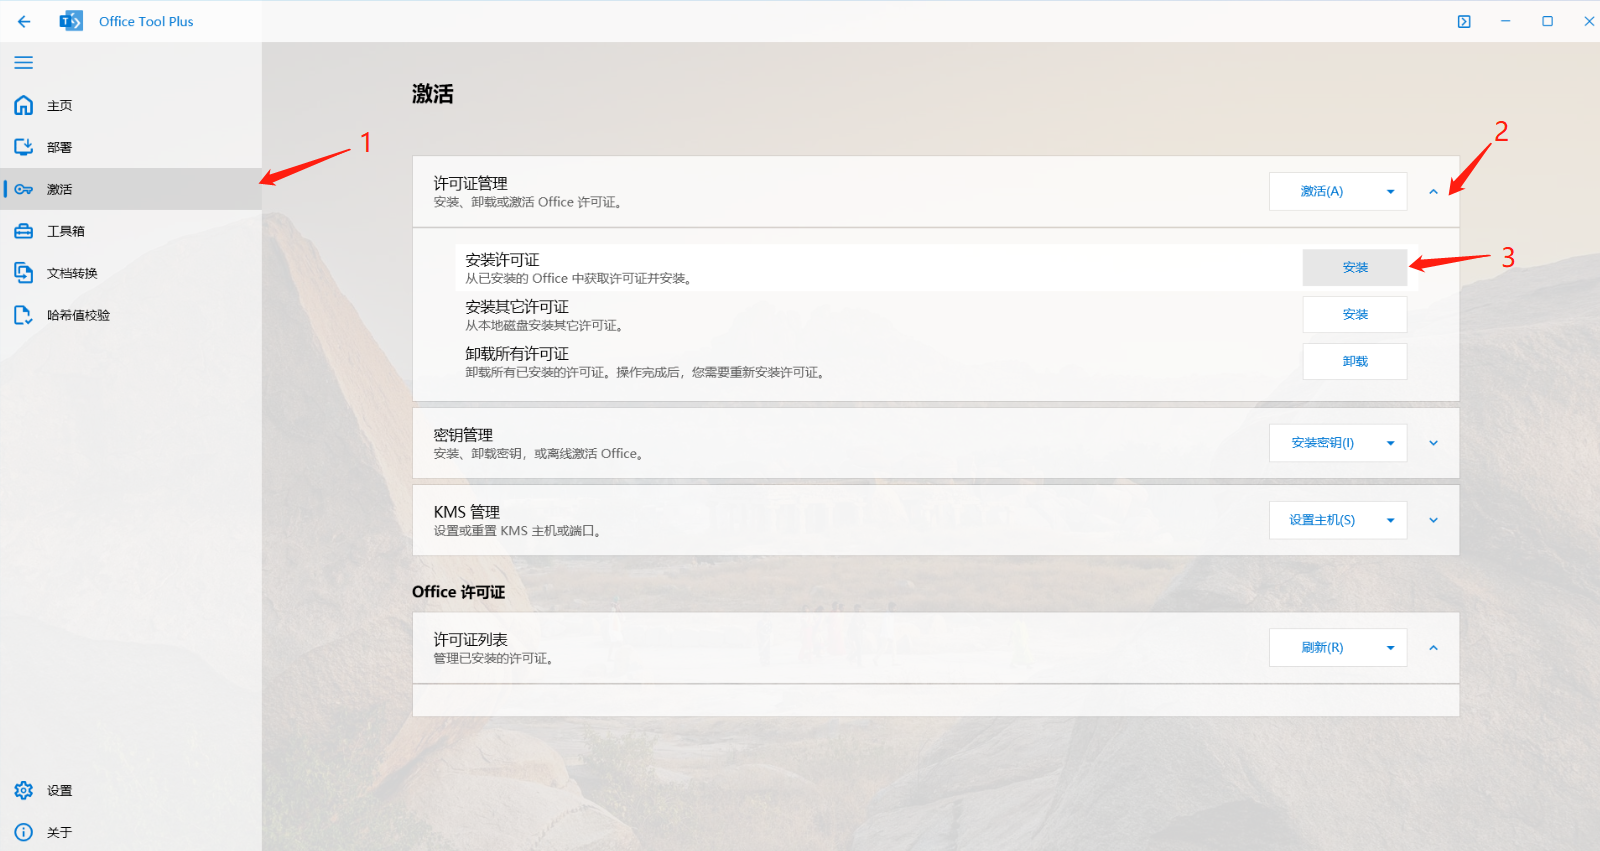 Office Tool Plus
主页
部署
激活
工具箱
文档转换
哈希值校验
设置
关于
1
激活
2
许可证管理
安装、卸载或激活 Office 许可证。
激活(A)
安装许可证
从已安装的 Office 中获取许可证并安装。
安装
3
安装其它许可证
从本地磁盘安装其它许可证。
安装
卸载所有许可证
卸载所有已安装的许可证。操作完成后，您需要重新安装许可证。
卸载
密钥管理
安装、卸载密钥，或离线激活 Office。
安装密钥(I)
KMS 管理
设置或重置 KMS 主机或端口。
设置主机(S)
Office 许可证
许可证列表
管理已安装的许可证。
刷新(R)